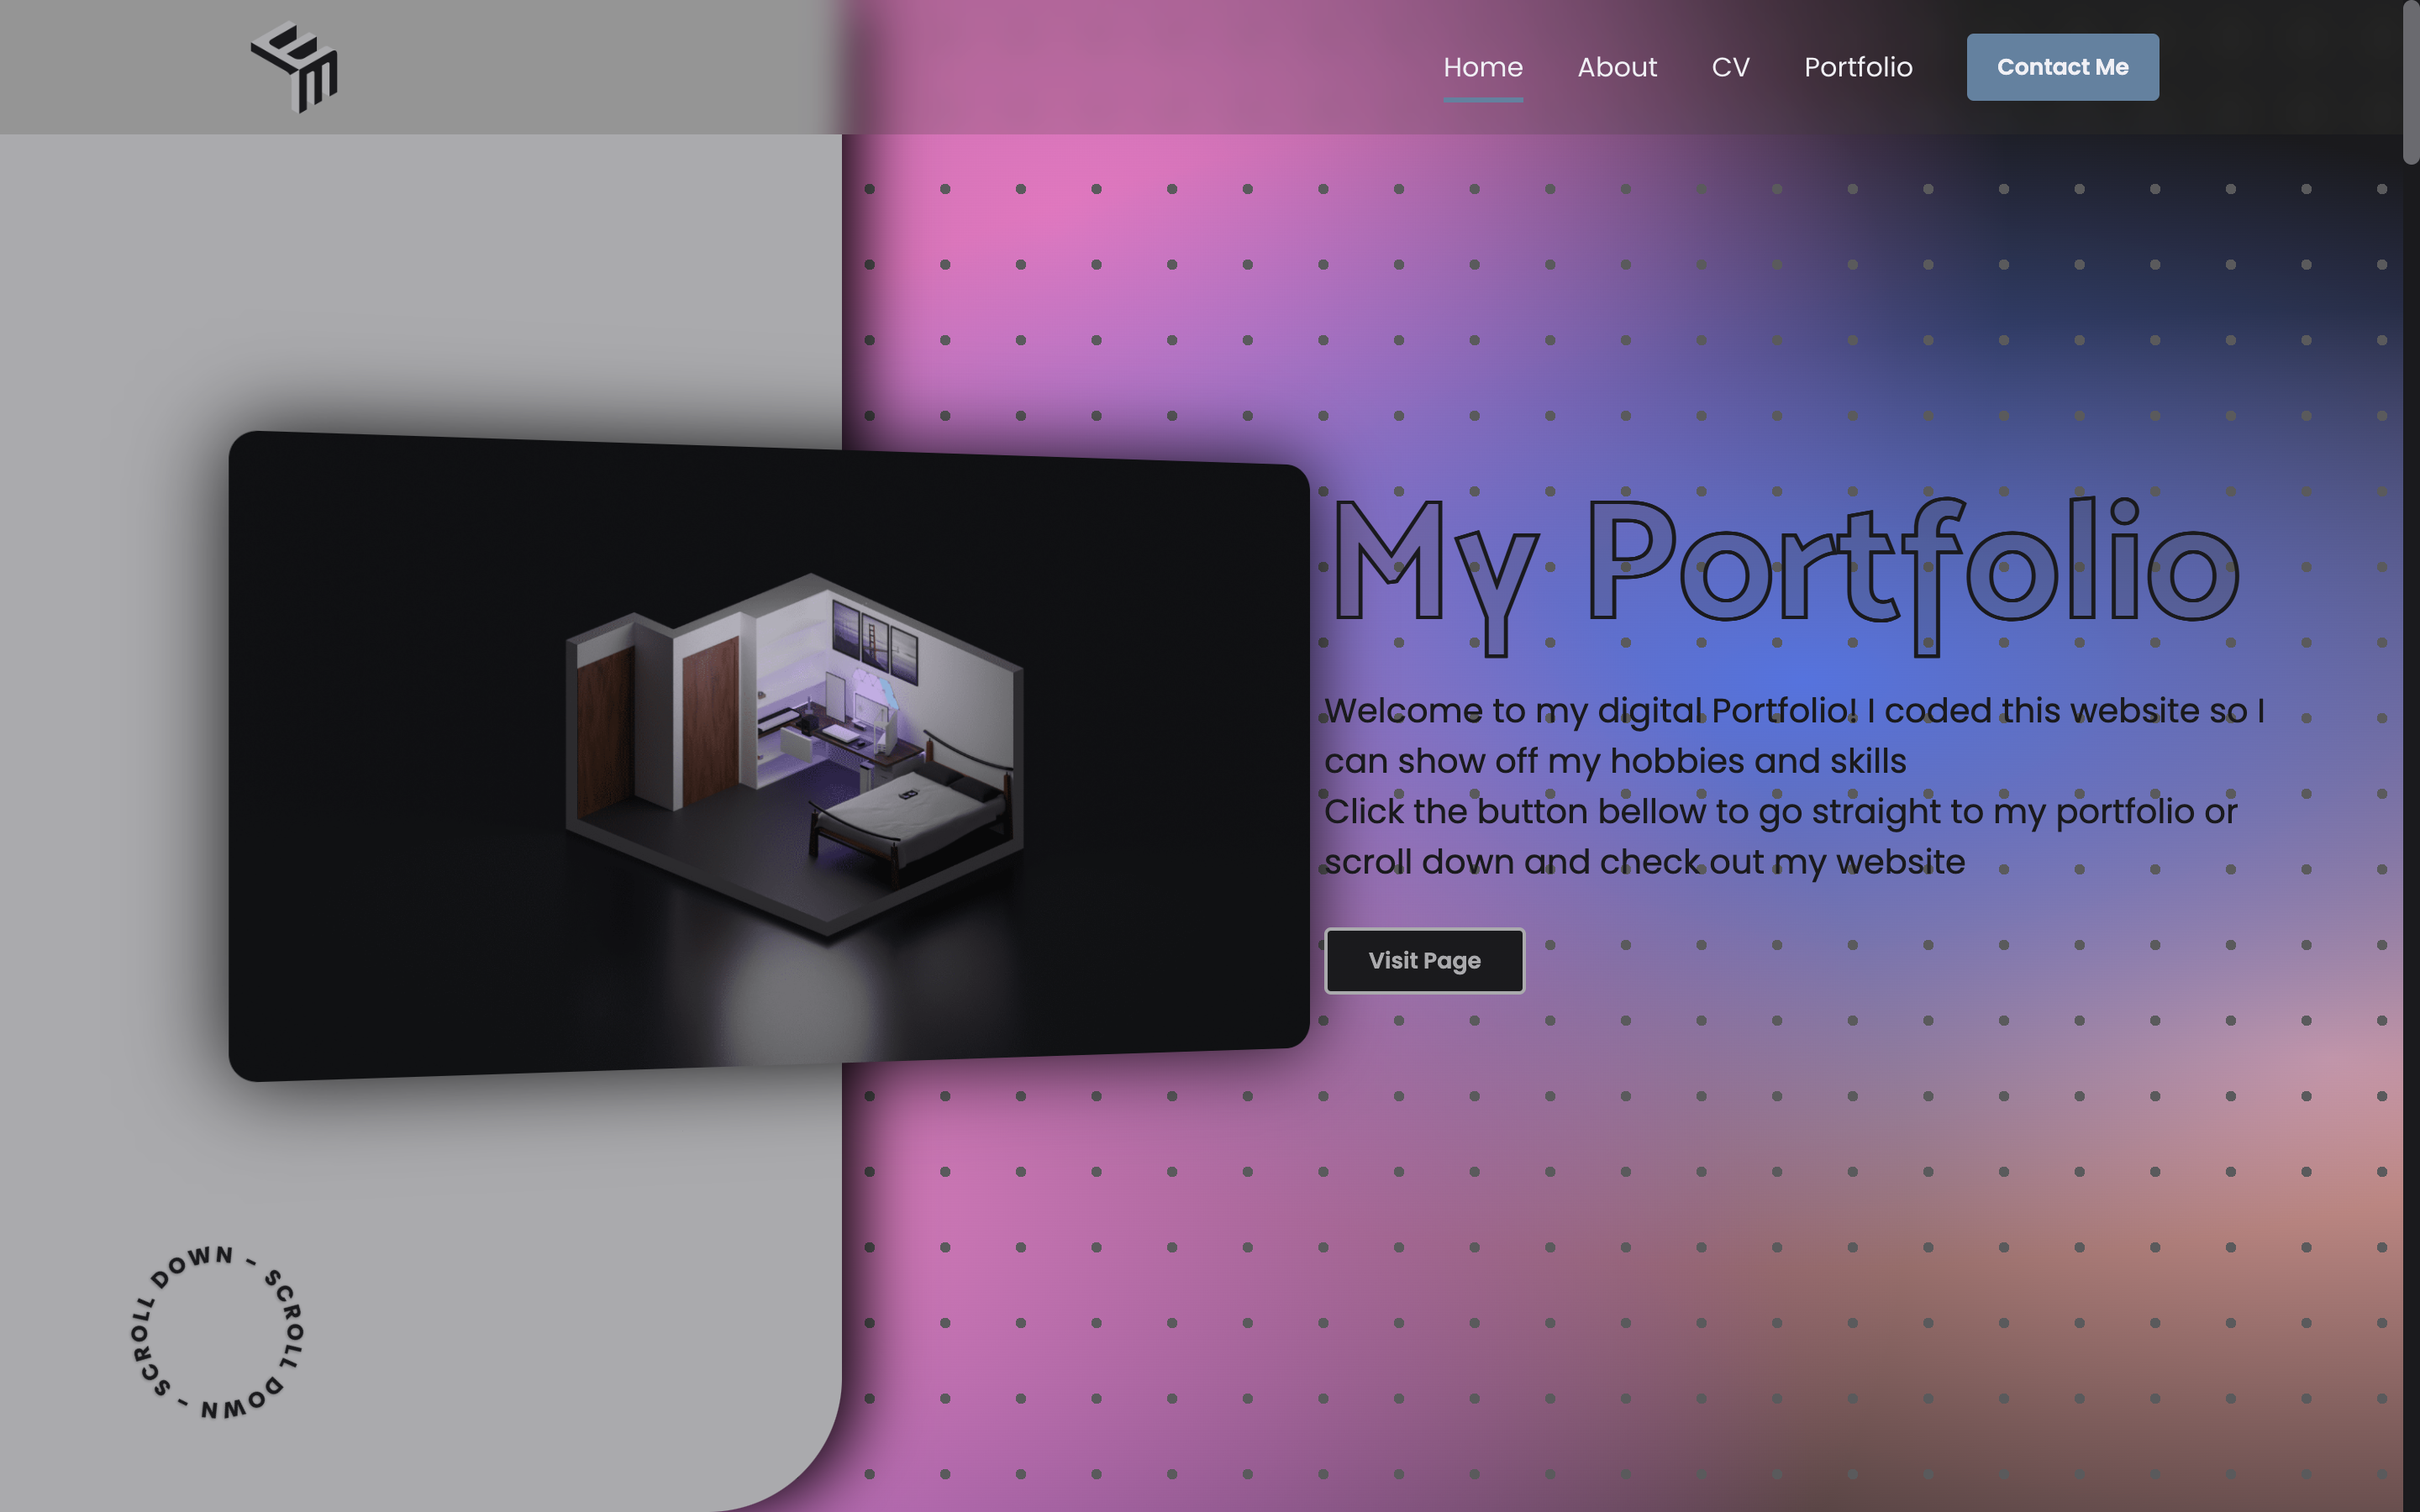 Home About CV Portfolio Contact Me
My Portfolio
Welcome to my digital Portfolio! I coded this website so I
can show off my hobbies and skills
Click the button bellow to go straight to my portfolio or
scroll down and check out my website
Visit Page
SCROLL DOWN - SCROLL DOWN -